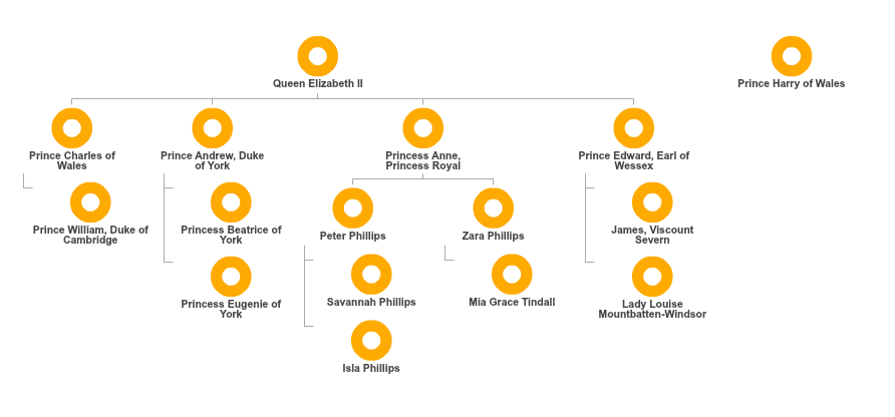 Queen Elizabeth II
Prince Harry of Wales
Prince Charles of
Wales
Prince Andrew, Duke
of York
Princess Anne,
Princess Royal
Prince Edward, Earl of
Wessex
Prince William, Duke of
Cambridge
Princess Beatrice of
York
Princess Eugenie of
York
Peter Phillips
Savannah Phillips
Isla Phillips
Zara Phillips
Mia Grace Tindall
James, Viscount
Severn
Lady Louise
Mountbatten-Windsor